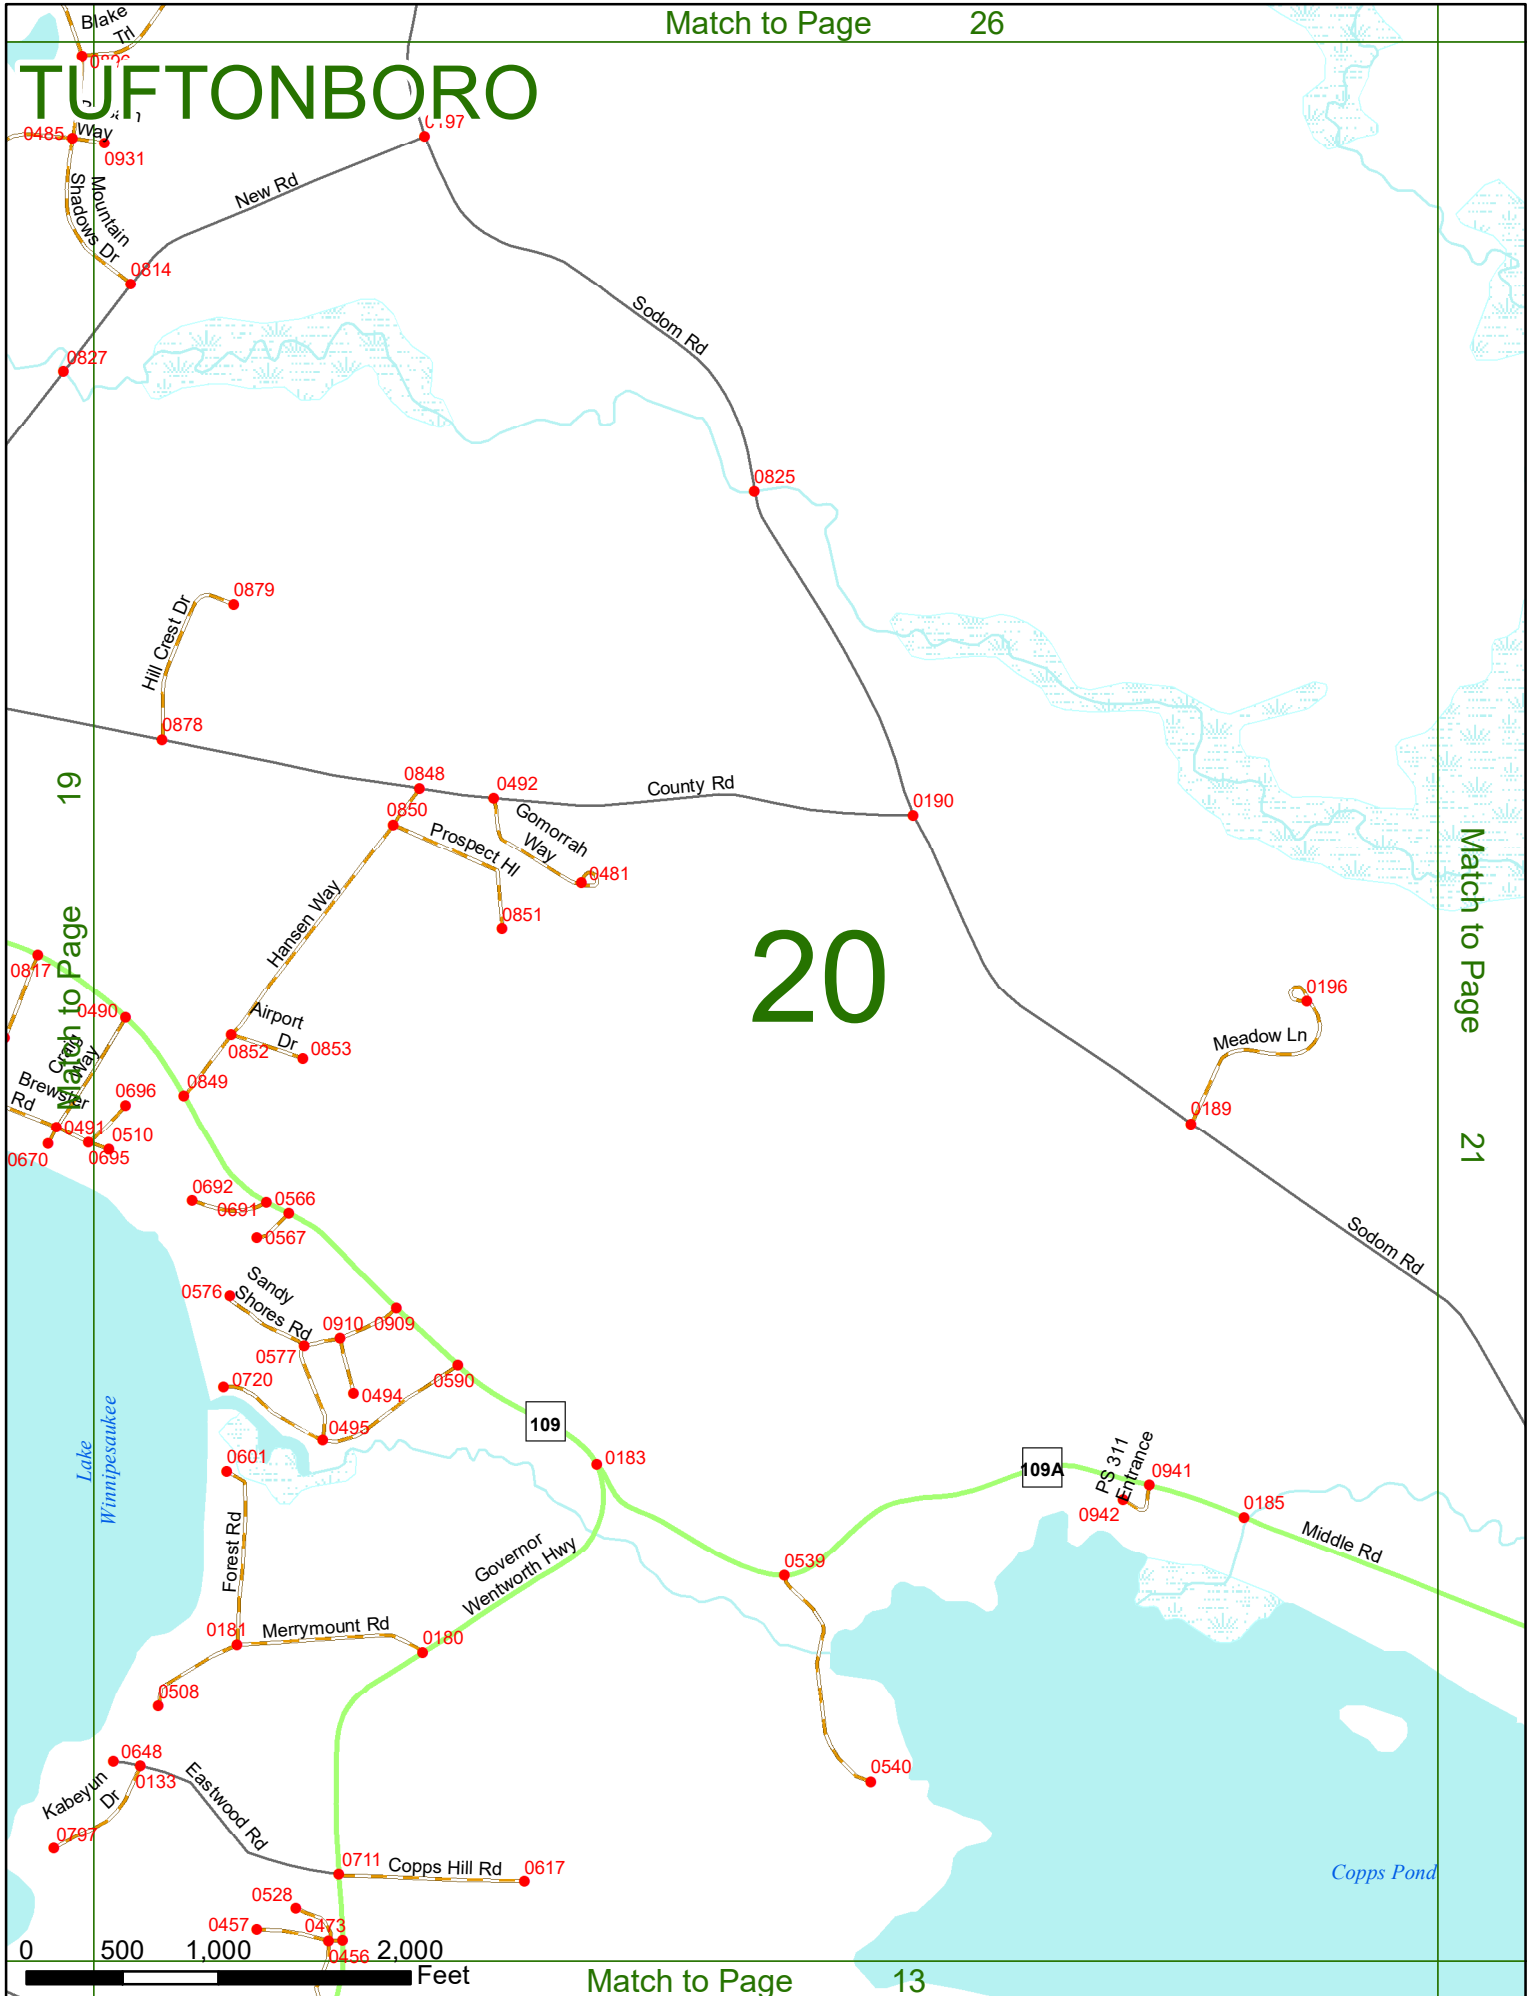 Match to Page 26
Blake
Trl
TUFTONBORO
Way
0485
0931
New Rd
Mountain
Shadows Dr
0814
Sodom Rd
0827
0825
0879
Hill Crest Dr
0878
19
Match to Page
0848
0492
County Rd
0190
0850
Gomorrah
Way
Prospect Hl
0481
0851
Hansen Way
20
Match to Page
21
0817
0490
Craig
Way
Brewster
Rd
Airport
Dr
0852
0853
0196
Meadow Ln
0849
0696
0189
0491
0510
0670
0695
0692
0691
0566
0567
Sodom Rd
0576
Sandy
Shores Rd
0910
0909
0577
0590
0720
0494
0495
109
Lake
Winnipesaukee
0601
0183
109A
PS 311
Entrance
0941
0942
0185
Middle Rd
Forest Rd
Governor
Wentworth Hwy
0539
0181
Merrymount Rd
0180
0508
0648
0133
Kabeyun
Dr
Eastwood Rd
0540
0797
0711
Copps Hill Rd
0617
Copps Pond
0528
0457
0473
0456
0 500 1,000 2,000
Feet
Match to Page 13